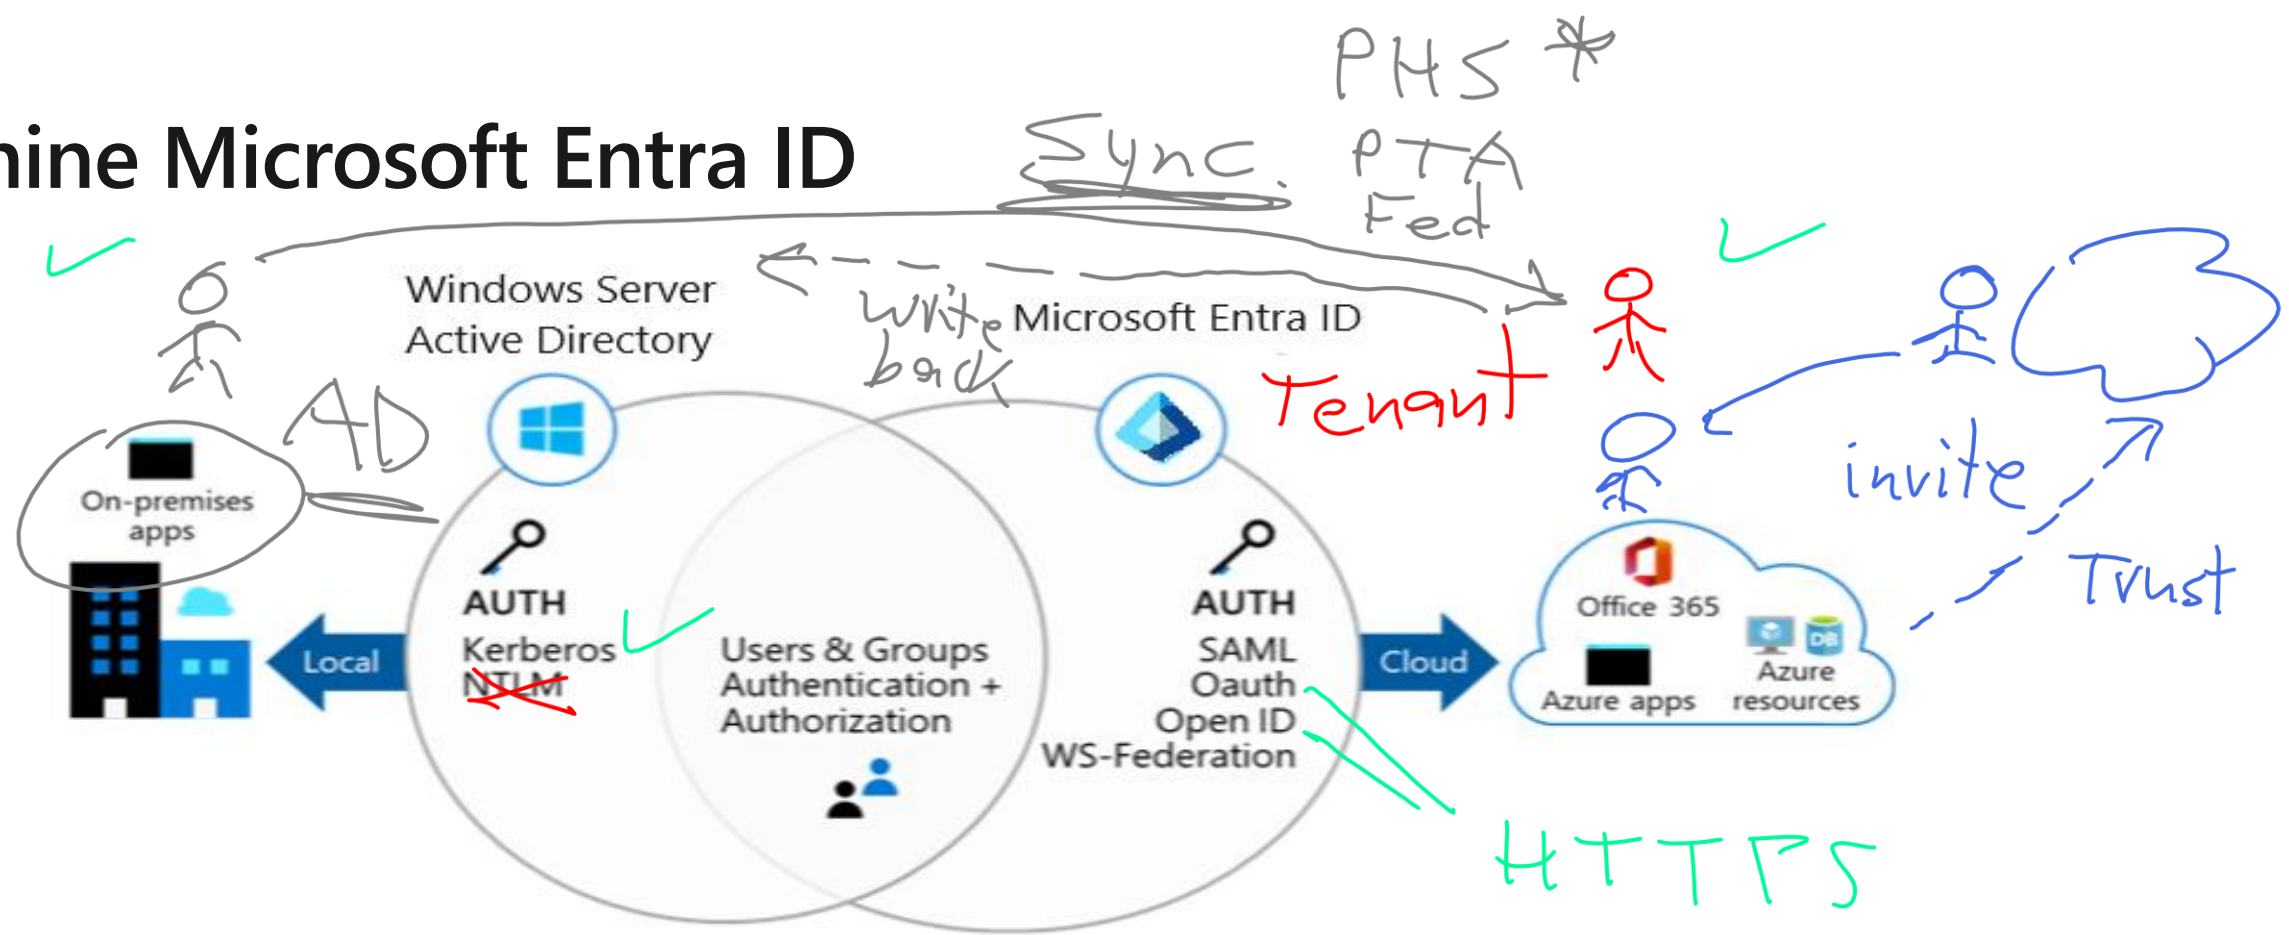 PHS *
nine Microsoft Entra ID
Sync.
PTA
Fed
Windows Server
Active Directory
write
back
Microsoft Entra ID
Tenant
AD
On-premises
apps
invite
Trust
AUTH
Kerberos
NTLM
Local
Users & Groups
Authentication +
Authorization
AUTH
SAML
Oauth
Open ID
WS-Federation
Cloud
Office 365
DB
Azure apps
Azure
resources
HTTPS